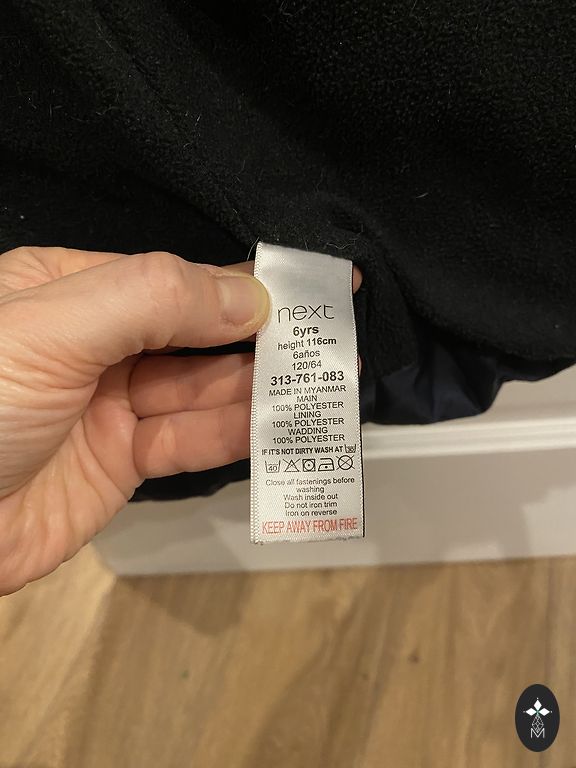 next
6yrs
height 116cm
6años
120/64
313-761-083
MADE IN MYANMAR
MAIN
100% POLYESTER
LINING
100% POLYESTER
WADDING
100% POLYESTER
IF IT'S NOT DIRTY WASH AT 30
40
Close all fastenings before
washing
Wash inside out
Do not iron trim
Iron on reverse
KEEP AWAY FROM FIRE
M